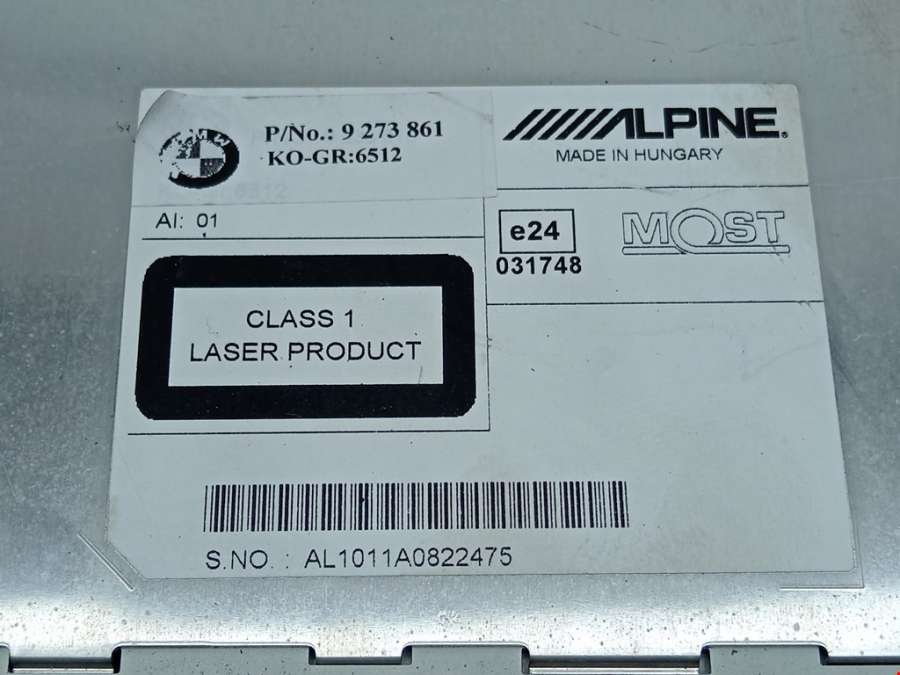 BMW
P/No.: 9 273 861
KO-GR:6512
AI: 01
ALPINE
MADE IN HUNGARY
e24
031748
MOST
CLASS 1
LASER PRODUCT
S.NO. : AL1011A0822475